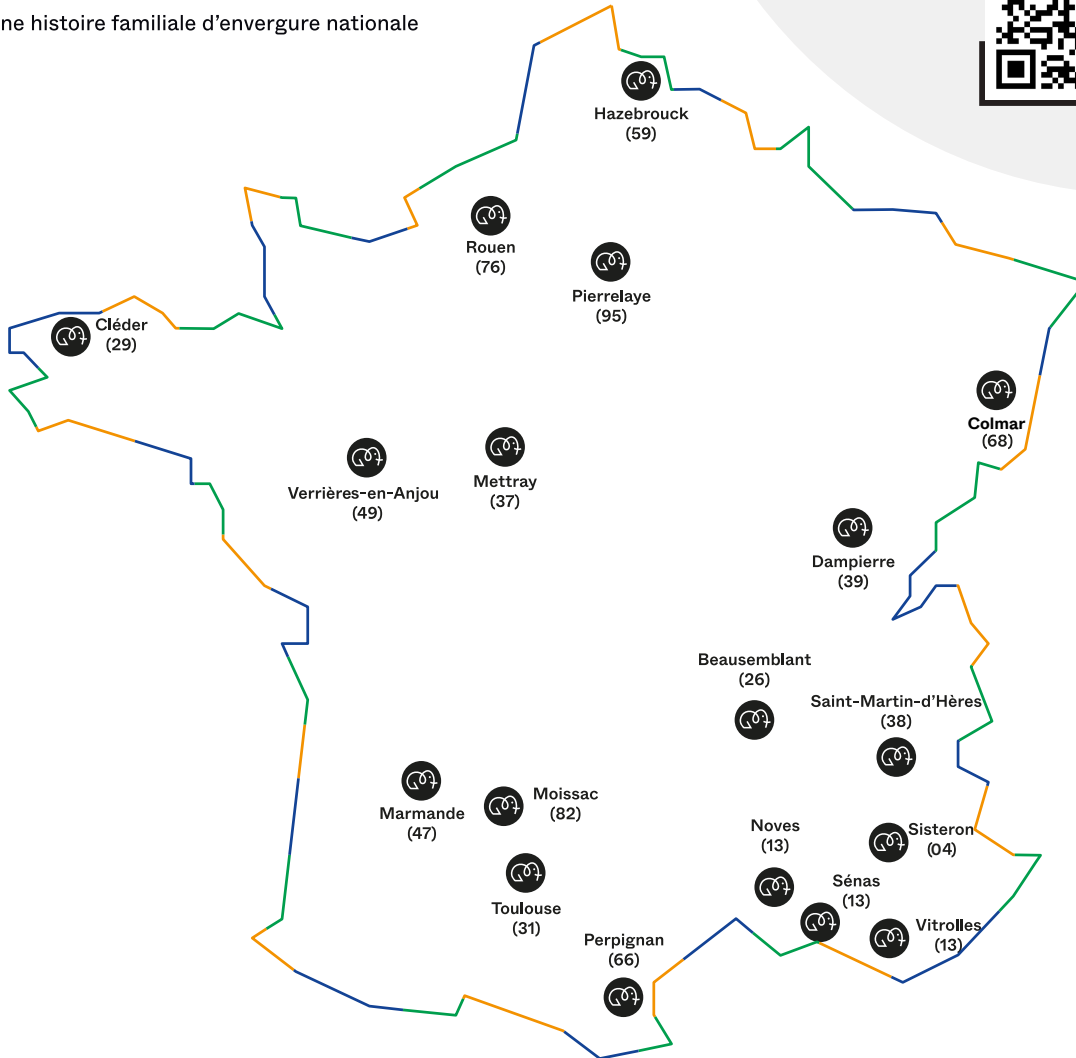 ne histoire familiale d'envergure nationale
Hazebrouck
(59)
Rouen
(76)
Pierrelaye
(95)
Cléder
(29)
Colmar
(68)
Verrières-en-Anjou
(49)
Mettray
(37)
Dampierre
(39)
Beausemblant
(26)
Saint-Martin-d'Hères
(38)
Marmande
(47)
Moissac
(82)
Noves
(13)
Sisteron
(04)
Sénas
(13)
Toulouse
(31)
Vitrolles
(13)
Perpignan
(66)